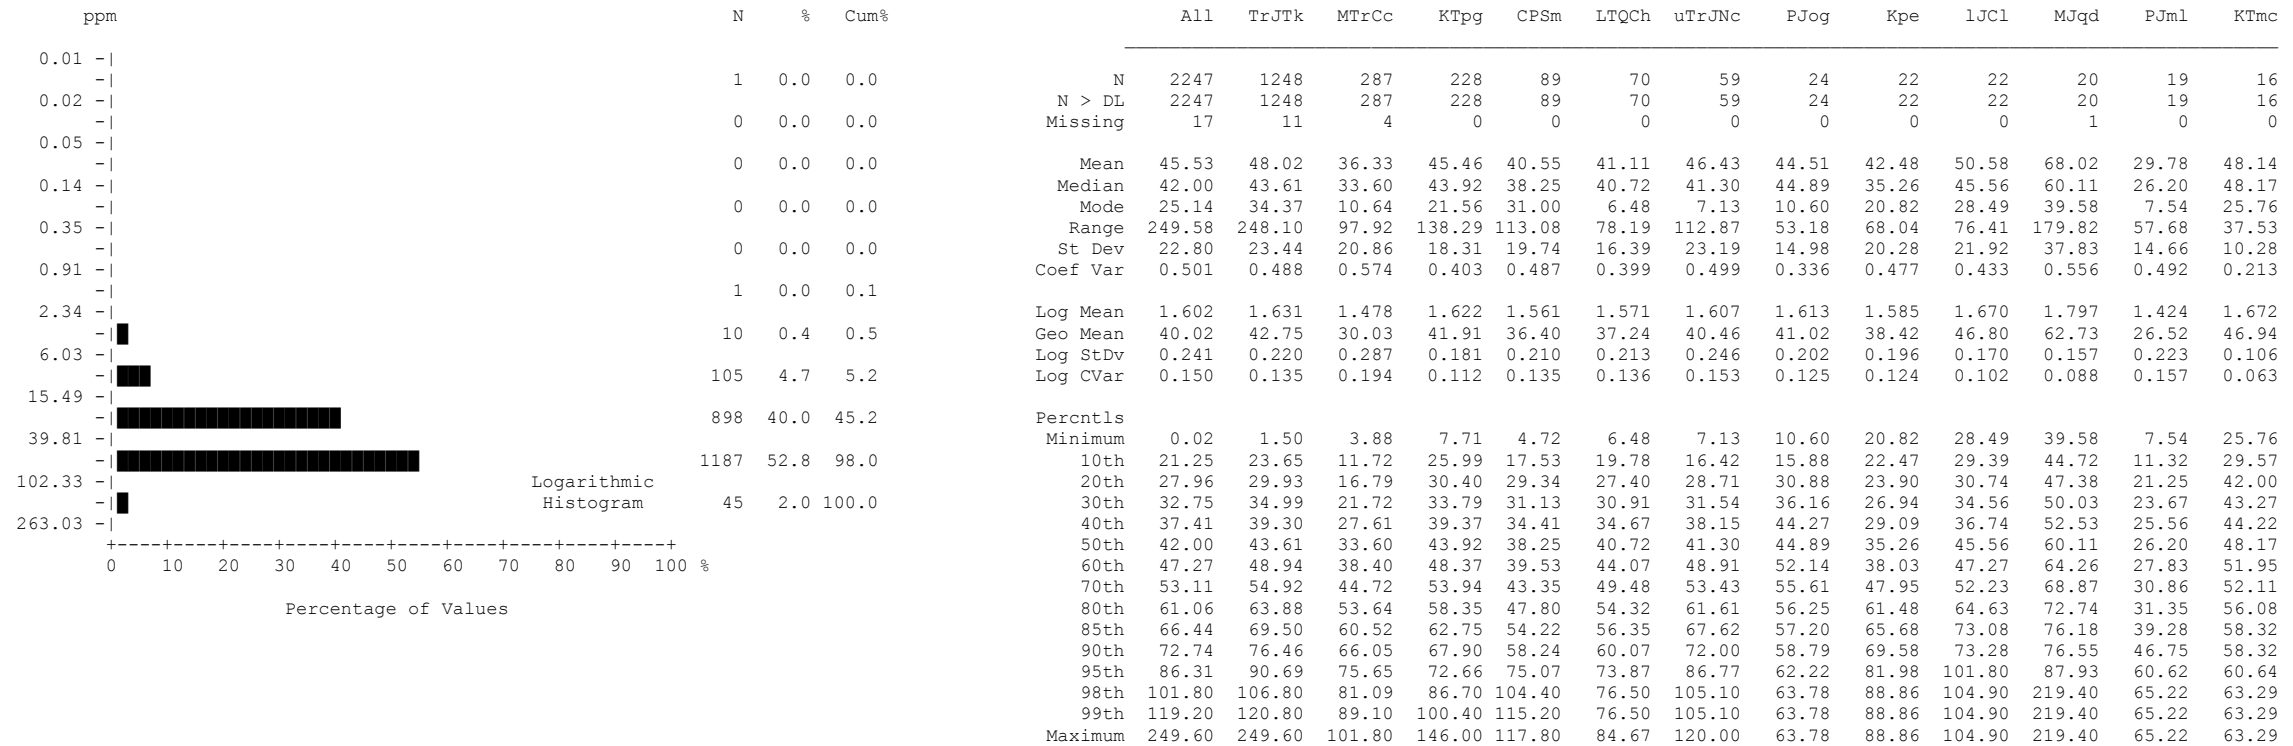 ppm N % Cum% All TrJTk MTrCc KTpg CPSm LTQCh uTrJNc PJog Kpe lJCl MJqd PJml KTmc
0.01 -|
-| 1 0.0 0.0 N 2247 1248 287 228 89 70 59 24 22 22 20 19 16
0.02 -| N > DL 2247 1248 287 228 89 70 59 24 22 22 20 19 16
-| 0 0.0 0.0 Missing 17 11 4 0 0 0 0 0 0 0 1 0 0
0.05 -|
-| 0 0.0 0.0 Mean 45.53 48.02 36.33 45.46 40.55 41.11 46.43 44.51 42.48 50.58 68.02 29.78 48.14
0.14 -| Median 42.00 43.61 33.60 43.92 38.25 40.72 41.30 44.89 35.26 45.56 60.11 26.20 48.17
-| 0 0.0 0.0 Mode 25.14 34.37 10.64 21.56 31.00 6.48 7.13 10.60 20.82 28.49 39.58 7.54 25.76
0.35 -| Range 249.58 248.10 97.92 138.29 113.08 78.19 112.87 53.18 68.04 76.41 179.82 57.68 37.53
-| 0 0.0 0.0 St Dev 22.80 23.44 20.86 18.31 19.74 16.39 23.19 14.98 20.28 21.92 37.83 14.66 10.28
0.91 -| Coef Var 0.501 0.488 0.574 0.403 0.487 0.399 0.499 0.336 0.477 0.433 0.556 0.492 0.213
-| 1 0.0 0.1
2.34 -| Log Mean 1.602 1.631 1.478 1.622 1.561 1.571 1.607 1.613 1.585 1.670 1.797 1.424 1.672
-| 10 0.4 0.5 Geo Mean 40.02 42.75 30.03 41.91 36.40 37.24 40.46 41.02 38.42 46.80 62.73 26.52 46.94
6.03 -| Log StDv 0.241 0.220 0.287 0.181 0.210 0.213 0.246 0.202 0.196 0.170 0.157 0.223 0.106
-| 105 4.7 5.2 Log CVar 0.150 0.135 0.194 0.112 0.135 0.136 0.153 0.125 0.124 0.102 0.088 0.157 0.063
15.49 -|
-| 898 40.0 45.2 Percntls
39.81 -| Minimum 0.02 1.50 3.88 7.71 4.72 6.48 7.13 10.60 20.82 28.49 39.58 7.54 25.76
-| 1187 52.8 98.0 10th 21.25 23.65 11.72 25.99 17.53 19.78 16.42 15.88 22.47 29.39 44.72 11.32 29.57
102.33 -| Logarithmic 20th 27.96 29.93 16.79 30.40 29.34 27.40 28.71 30.88 23.90 30.74 47.38 21.25 42.00
-| Histogram 45 2.0 100.0 30th 32.75 34.99 21.72 33.79 31.13 30.91 31.54 36.16 26.94 34.56 50.03 23.67 43.27
263.03 -| 40th 37.41 39.30 27.61 39.37 34.41 34.67 38.15 44.27 29.09 36.74 52.53 25.56 44.22
+----+----+----+----+----+----+----+----+----+----+ 50th 42.00 43.61 33.60 43.92 38.25 40.72 41.30 44.89 35.26 45.56 60.11 26.20 48.17
0 10 20 30 40 50 60 70 80 90 100 % 60th 47.27 48.94 38.40 48.37 39.53 44.07 48.91 52.14 38.03 47.27 64.26 27.83 51.95
70th 53.11 54.92 44.72 53.94 43.35 49.48 53.43 55.61 47.95 52.23 68.87 30.86 52.11
Percentage of Values 80th 61.06 63.88 53.64 58.35 47.80 54.32 61.61 56.25 61.48 64.63 72.74 31.35 56.08
85th 66.44 69.50 60.52 62.75 54.22 56.35 67.62 57.20 65.68 73.08 76.18 39.28 58.32
90th 72.74 76.46 66.05 67.90 58.24 60.07 72.00 58.79 69.58 73.28 76.55 46.75 58.32
95th 86.31 90.69 75.65 72.66 75.07 73.87 86.77 62.22 81.98 101.80 87.93 60.62 60.64
98th 101.80 106.80 81.09 86.70 104.40 76.50 105.10 63.78 88.86 104.90 219.40 65.22 63.29
99th 119.20 120.80 89.10 100.40 115.20 76.50 105.10 63.78 88.86 104.90 219.40 65.22 63.29
Maximum 249.60 249.60 101.80 146.00 117.80 84.67 120.00 63.78 88.86 104.90 219.40 65.22 63.29